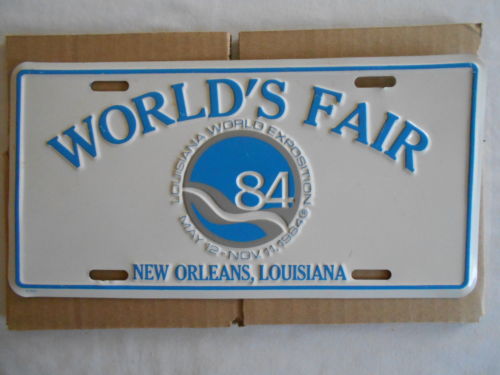 WORLD'S FAIR
LOUISIANA WORLD EXPOSITION
84
MAY 12 - NOV 11, 1984©
NEW ORLEANS, LOUISIANA